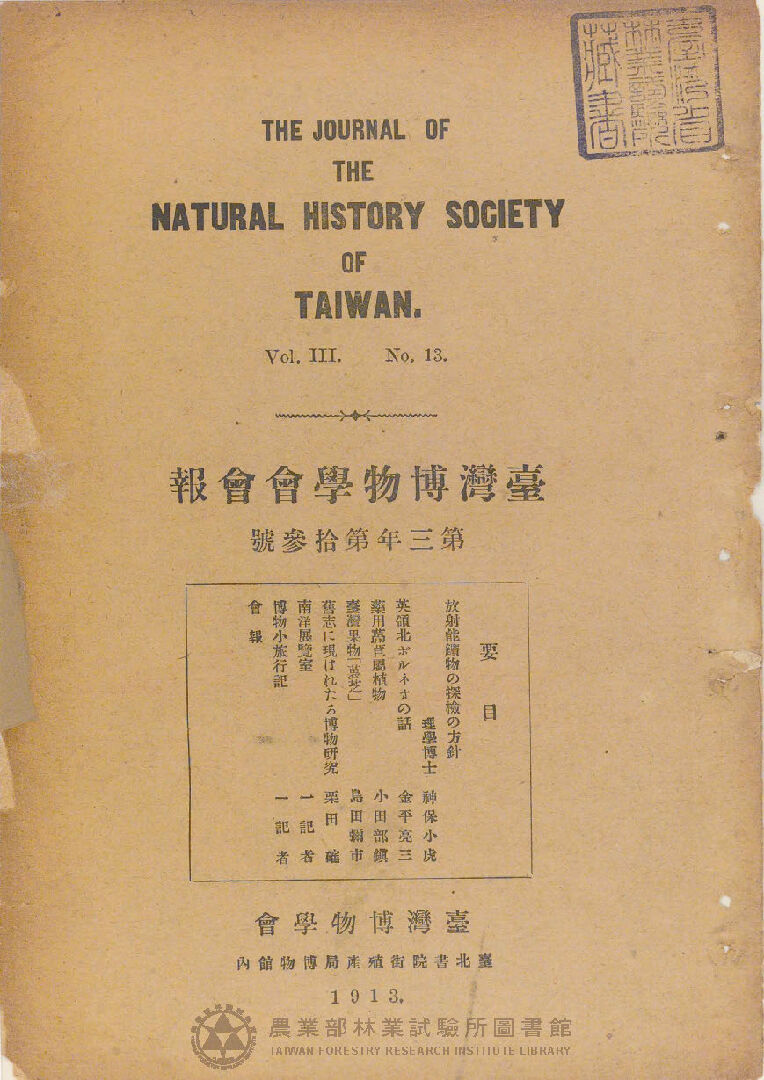 THE JOURNAL OF
THE
NATURAL HISTORY SOCIETY
OF
TAIWAN.
Vol. III. No. 13.
臺灣博物學會會報
第三年第拾參號
要目
放射能鑛物の探檢の方針
理學博士 神保小虎
英領北ボルネオの話 金平亮三
藥用莨菪屬植物 小田部鎭
臺灣果物「　」 島田彌市
舊志に現はれたる博物研究 栗田確
南洋展覽室 一記者
博物小旅行記 一記者
會報
臺灣博物學會
臺北書院街殖產局博物館內
1913.
農業部林業試驗所圖書館
TAIWAN FORESTRY RESEARCH INSTITUTE LIBRARY